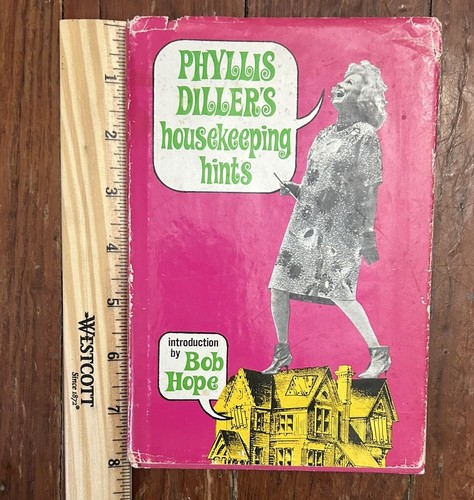 PHYLLIS
DILLER'S
housekeeping
hints
introduction
by Bob
Hope
1
2
3
4
5
6
7
8
WESTCOTT
Since 1872®